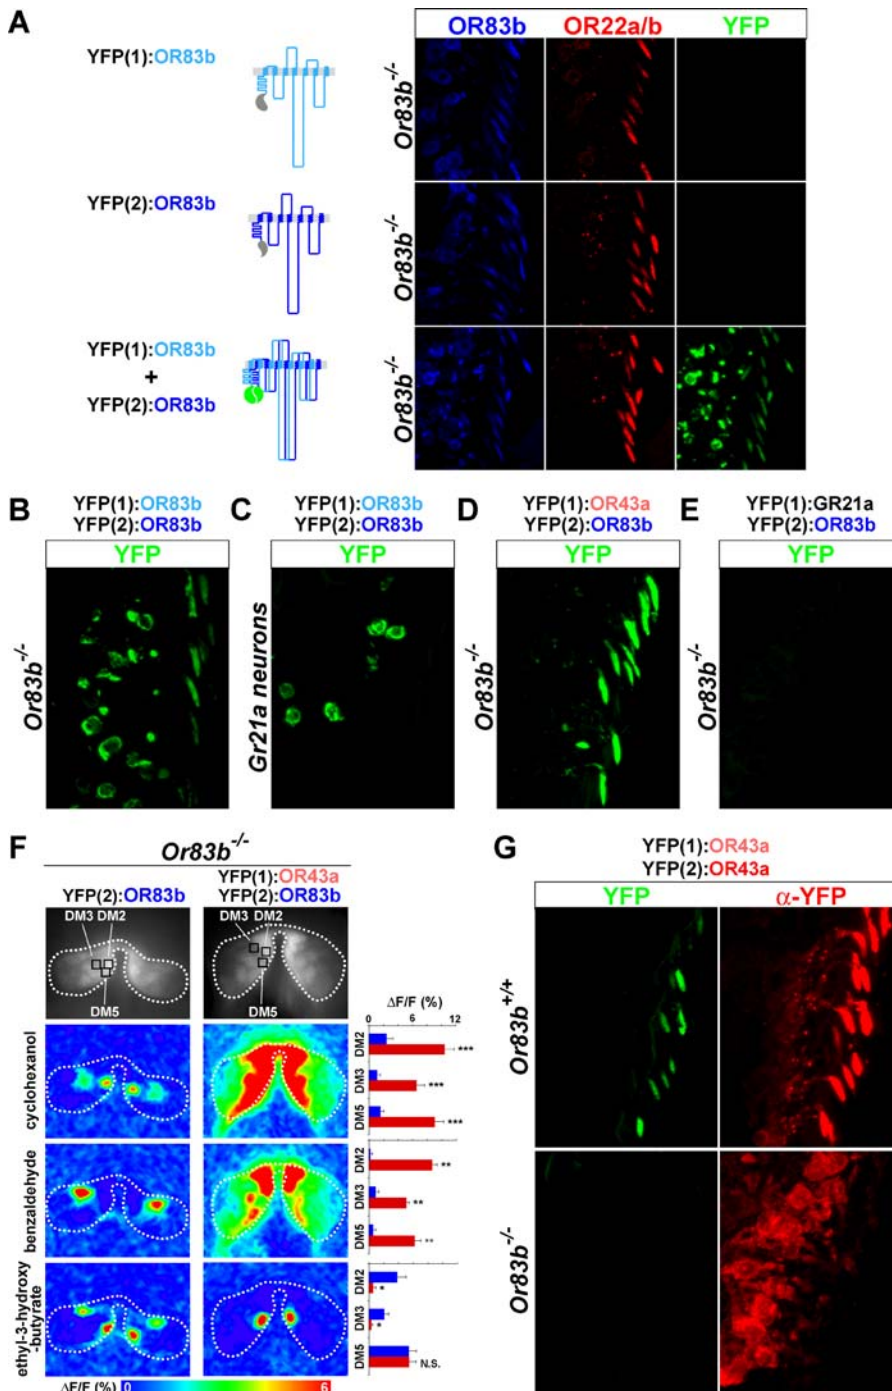 A
OR83b OR22a/b YFP
YFP(1):OR83b
Or83b-/-
YFP(2):OR83b
Or83b-/-
YFP(1):OR83b
+
YFP(2):OR83b
Or83b-/-
B
YFP(1):OR83b
YFP(2):OR83b
YFP
Or83b-/-
C
YFP(1):OR83b
YFP(2):OR83b
YFP
Gr21a neurons
D
YFP(1):OR43a
YFP(2):OR83b
YFP
Or83b-/-
E
YFP(1):GR21a
YFP(2):OR83b
YFP
Or83b-/-
F
Or83b-/-
YFP(2):OR83b
YFP(1):OR43a
YFP(2):OR83b
DM3 DM2
DM5
DM3 DM2
DM5
ΔF/F (%)
0 6 12
cyclohexanol
DM2 ***
DM3 ***
DM5 ***
benzaldehyde
DM2 **
DM3 **
DM5 **
ethyl-3-hydroxy
-butyrate
DM2 *
DM3 *
DM5 N.S.
ΔF/F (%) 0 6
G
YFP(1):OR43a
YFP(2):OR43a
YFP α-YFP
Or83b+/+
Or83b-/-